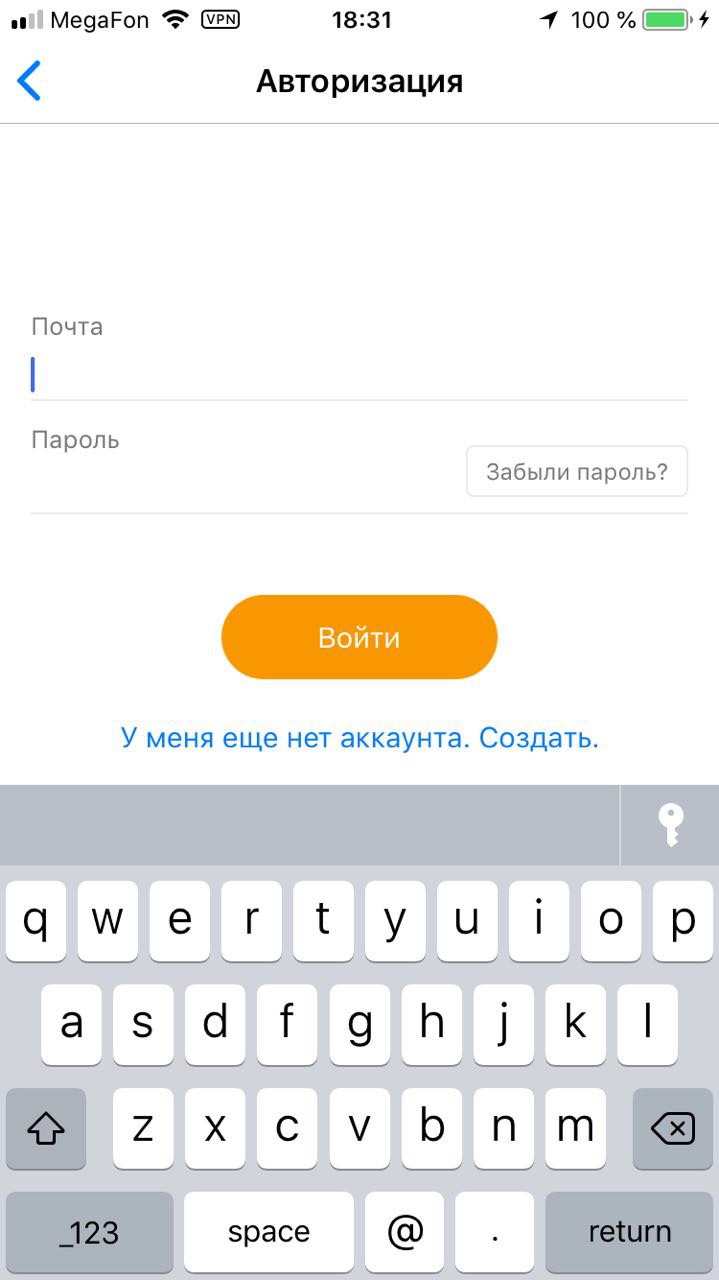 MegaFon VPN 18:31 100 %
Авторизация
Почта
Пароль
Забыли пароль?
Войти
У меня еще нет аккаунта. Создать.
q w e r t y u i o p
a s d f g h j k l
z x c v b n m
_123 space @ . return